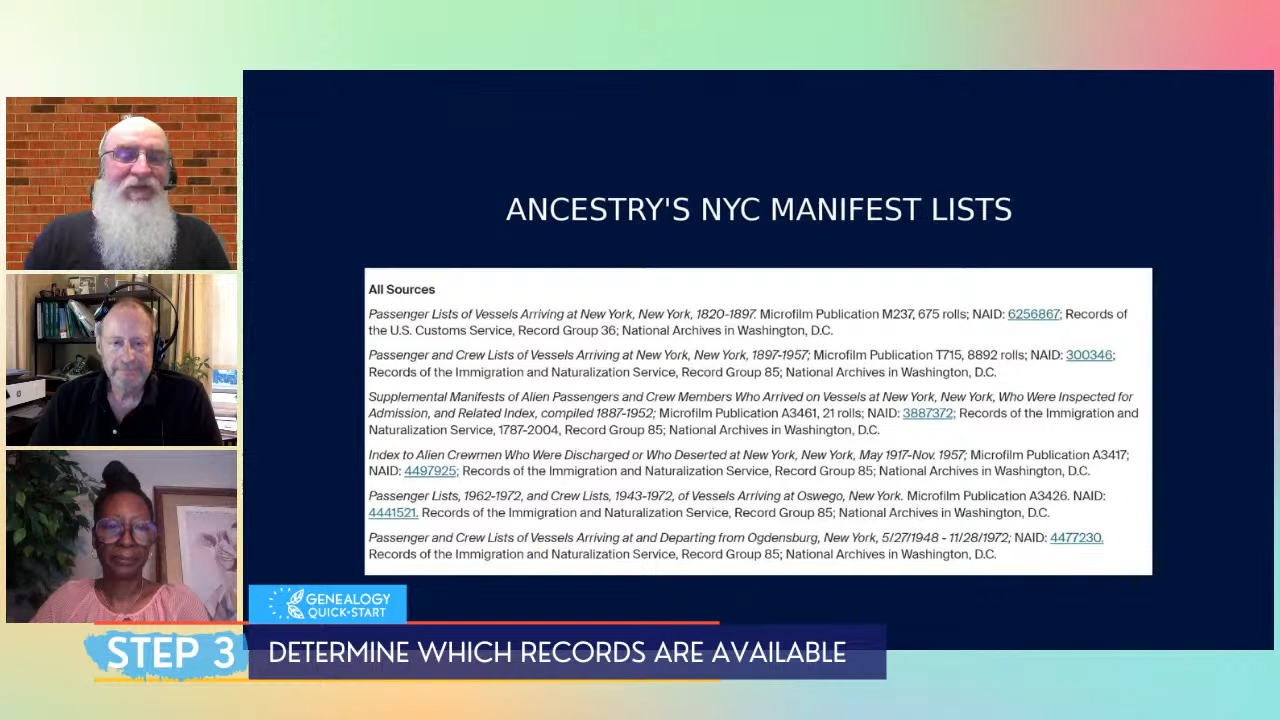 ANCESTRY'S NYC MANIFEST LISTS
All Sources
Passenger Lists of Vessels Arriving at New York, New York, 1820-1897. Microfilm Publication M237, 675 rolls; NAID: 6256867; Records of
the U.S. Customs Service, Record Group 36; National Archives in Washington, D.C.
Passenger and Crew Lists of Vessels Arriving at New York, New York, 1897-1957; Microfilm Publication T715, 8892 rolls; NAID: 300346;
Records of the Immigration and Naturalization Service, Record Group 85; National Archives in Washington, D.C.
Supplemental Manifests of Alien Passengers and Crew Members Who Arrived on Vessels at New York, New York, Who Were Inspected for
Admission, and Related Index, compiled 1887-1952; Microfilm Publication A3461, 21 rolls; NAID: 3887372; Records of the Immigration and
Naturalization Service, 1787-2004, Record Group 85; National Archives in Washington, D.C.
Index to Alien Crewmen Who Were Discharged or Who Deserted at New York, New York, May 1917-Nov. 1957; Microfilm Publication A3417;
NAID: 4497925; Records of the Immigration and Naturalization Service, Record Group 85; National Archives in Washington, D.C.
Passenger Lists, 1962-1972, and Crew Lists, 1943-1972, of Vessels Arriving at Oswego, New York. Microfilm Publication A3426. NAID:
4441521. Records of the Immigration and Naturalization Service, Record Group 85; National Archives in Washington, D.C.
Passenger and Crew Lists of Vessels Arriving at and Departing from Ogdensburg, New York, 5/27/1948 - 11/28/1972; NAID: 4477230.
Records of the Immigration and Naturalization Service, Record Group 85; National Archives in Washington, D.C.
GENEALOGY
QUICK•START
STEP 3 DETERMINE WHICH RECORDS ARE AVAILABLE